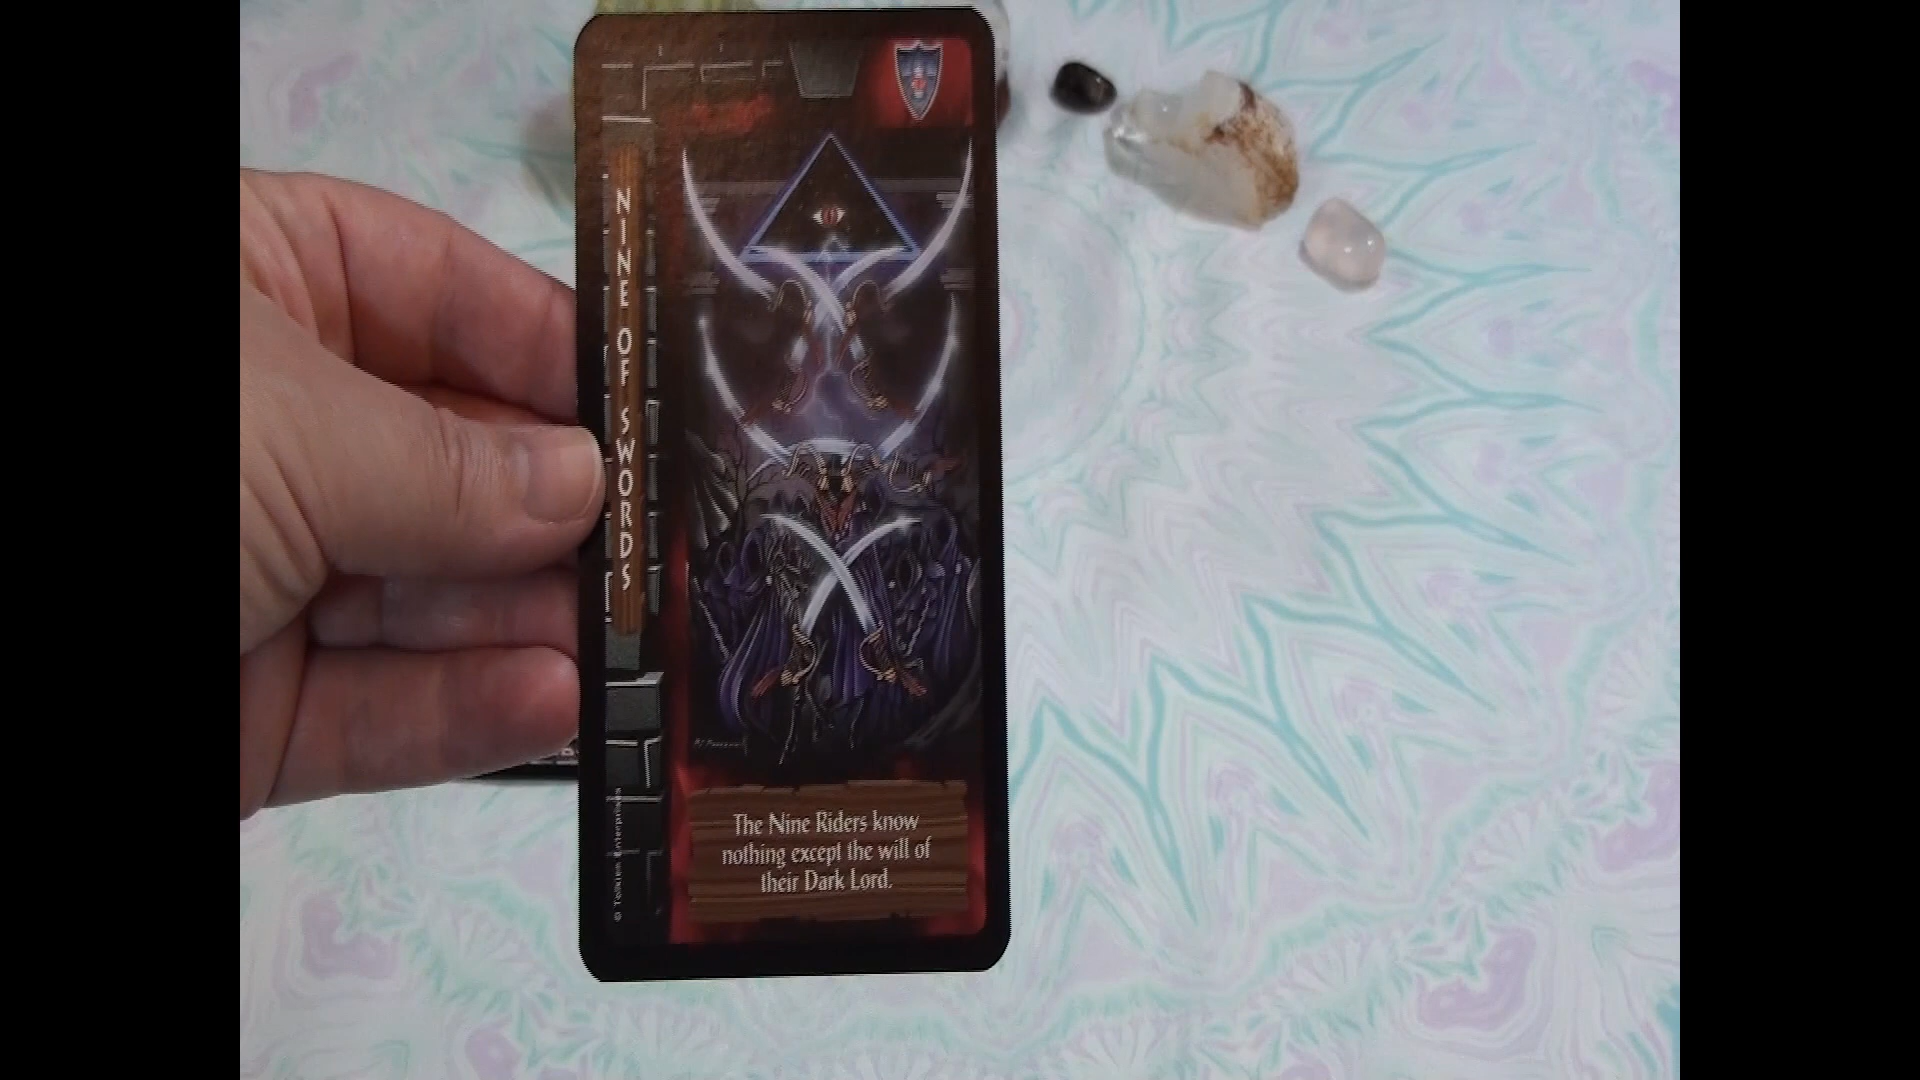 NINE OF SWORDS
The Nine Riders know
nothing except the will of
their Dark Lord.
© Tolkien Enterprises